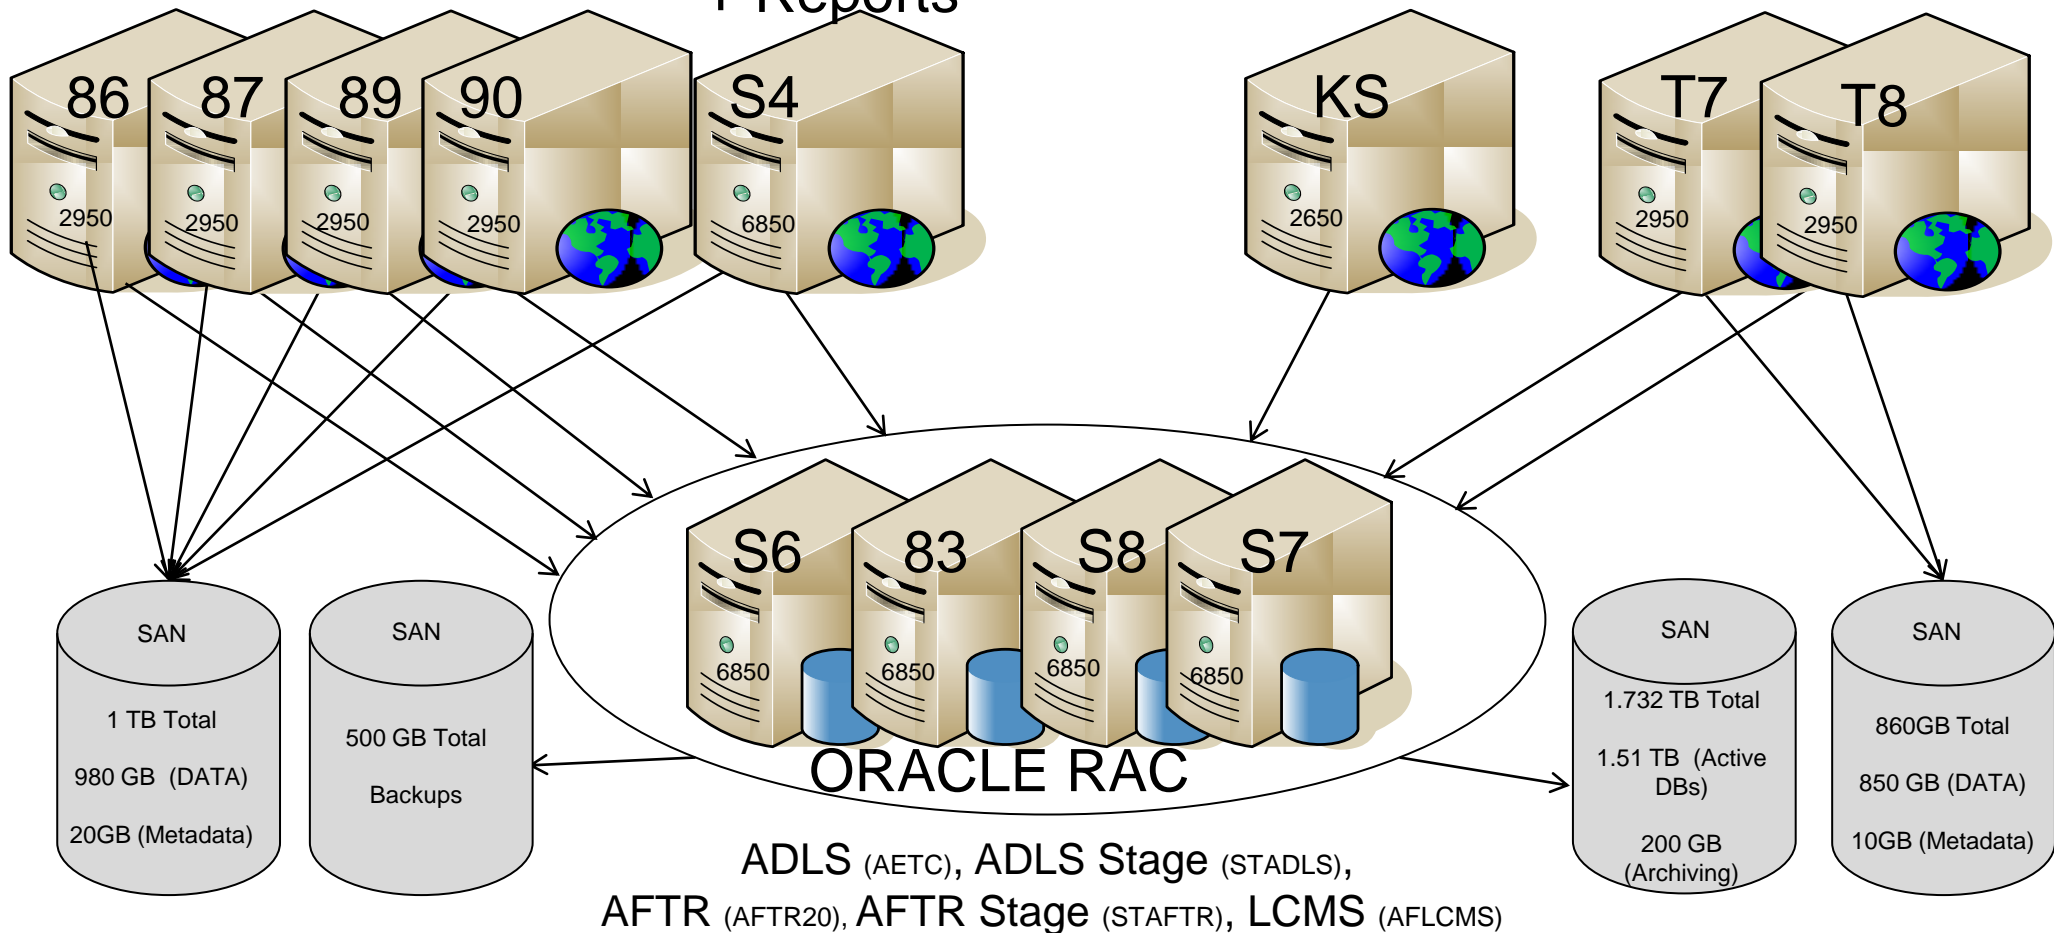 + Reports
86 87 89 90 S4 KS T7 T8
2950 2950 2950 2950 6850 2650 2950 2950
S6 83 S8 S7
6850 6850 6850 6850
ORACLE RAC
SAN
1 TB Total
980 GB (DATA)
20GB (Metadata)
SAN
500 GB Total
Backups
SAN
1.732 TB Total
1.51 TB (Active
DBs)
200 GB
(Archiving)
SAN
860GB Total
850 GB (DATA)
10GB (Metadata)
ADLS (AETC), ADLS Stage (STADLS),
AFTR (AFTR20), AFTR Stage (STAFTR), LCMS (AFLCMS)